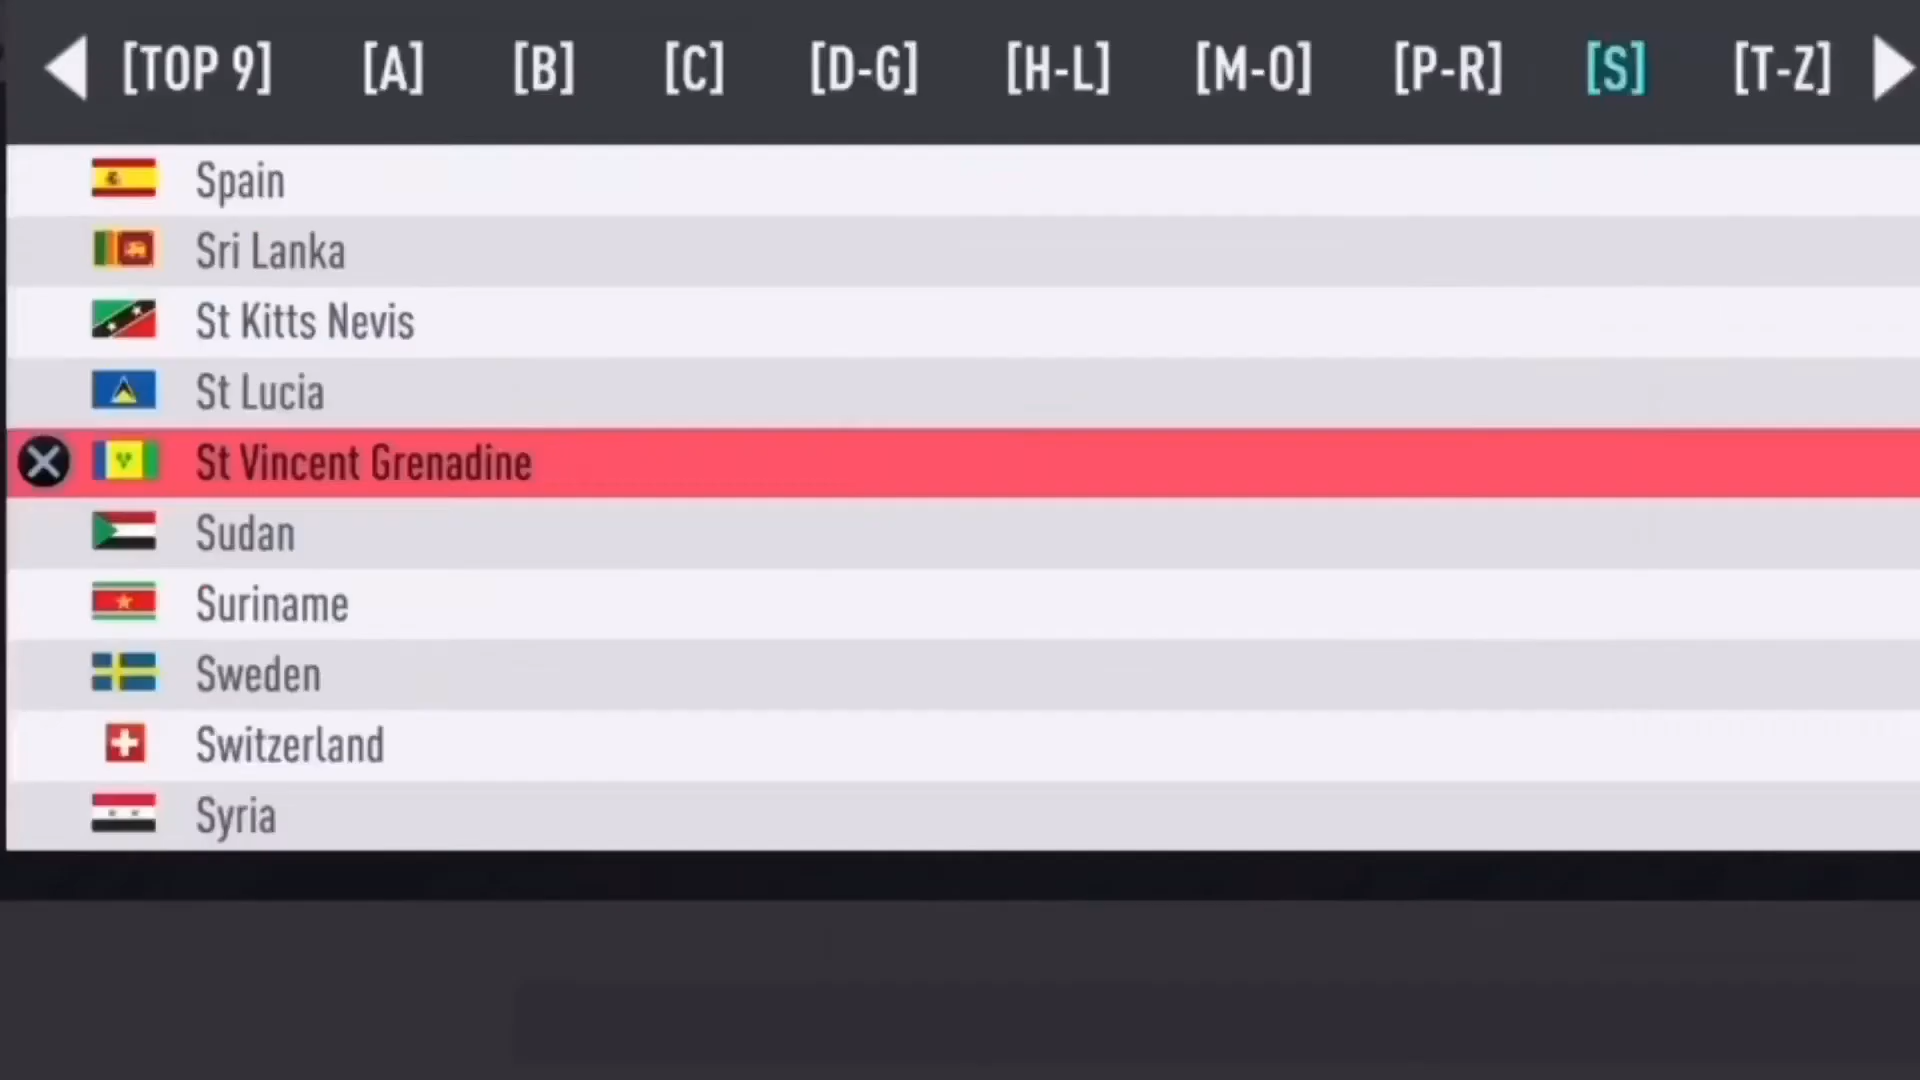 [TOP 9] [A] [B] [C] [D-G] [H-L] [M-O] [P-R] [S] [T-Z]
Spain
Sri Lanka
St Kitts Nevis
St Lucia
St Vincent Grenadine
Sudan
Suriname
Sweden
Switzerland
Syria